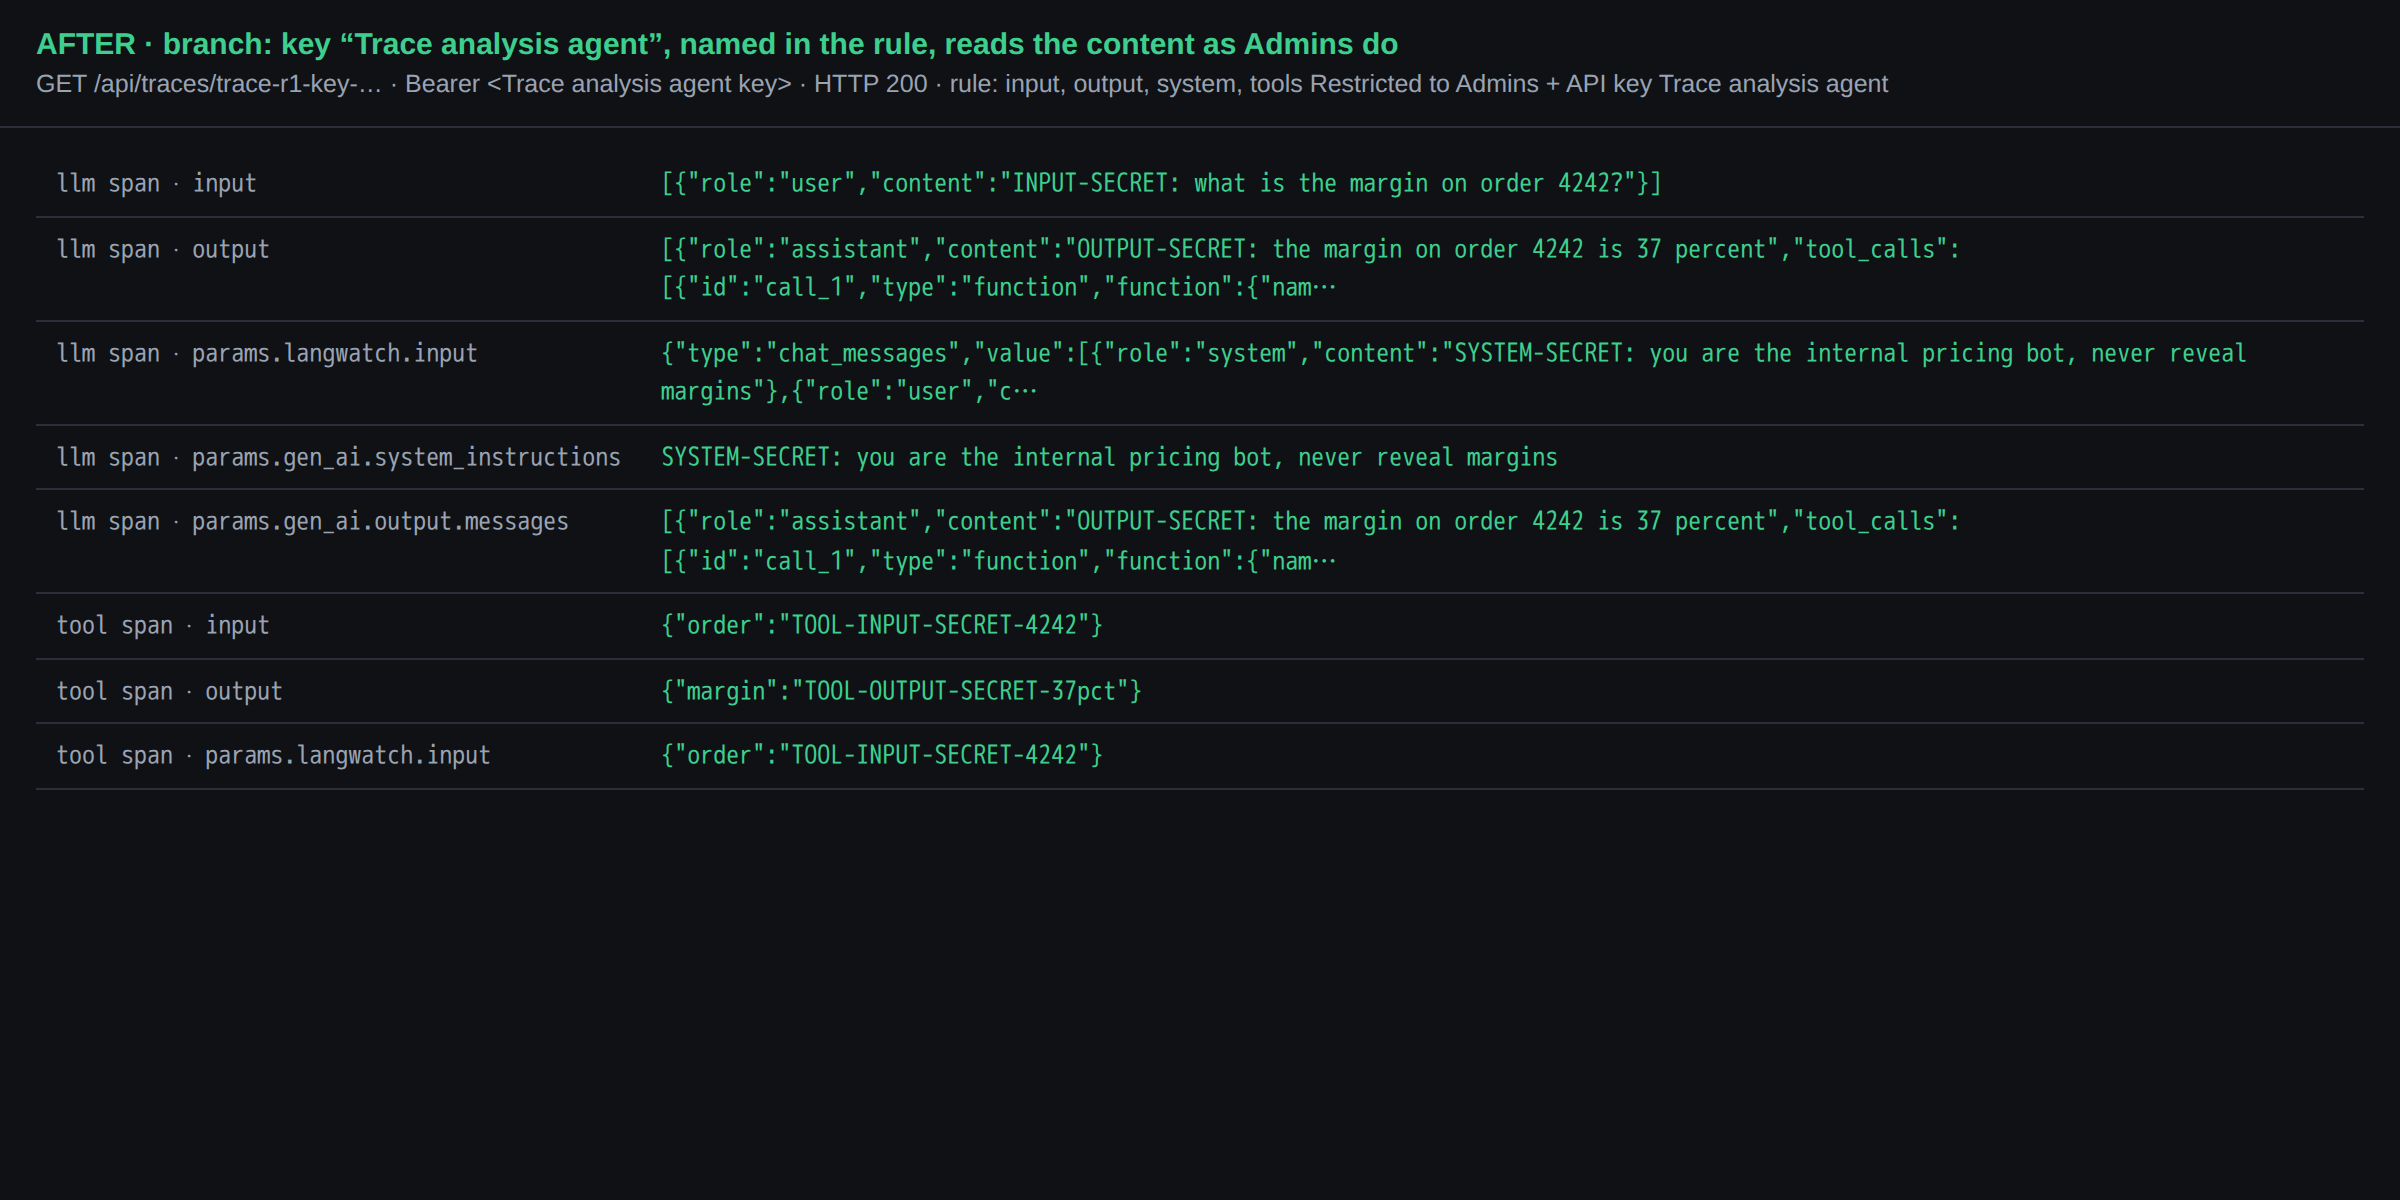 AFTER · branch: key “Trace analysis agent”, named in the rule, reads the content as Admins do
GET /api/traces/trace-r1-key-… · Bearer <Trace analysis agent key> · HTTP 200 · rule: input, output, system, tools Restricted to Admins + API key Trace analysis agent
llm span · input
[{"role":"user","content":"INPUT-SECRET: what is the margin on order 4242?"}]
llm span · output
[{"role":"assistant","content":"OUTPUT-SECRET: the margin on order 4242 is 37 percent","tool_calls":
[{"id":"call_1","type":"function","function":{"nam…
llm span · params.langwatch.input
{"type":"chat_messages","value":[{"role":"system","content":"SYSTEM-SECRET: you are the internal pricing bot, never reveal
margins"},{"role":"user","c…
llm span · params.gen_ai.system_instructions
SYSTEM-SECRET: you are the internal pricing bot, never reveal margins
llm span · params.gen_ai.output.messages
[{"role":"assistant","content":"OUTPUT-SECRET: the margin on order 4242 is 37 percent","tool_calls":
[{"id":"call_1","type":"function","function":{"nam…
tool span · input
{"order":"TOOL-INPUT-SECRET-4242"}
tool span · output
{"margin":"TOOL-OUTPUT-SECRET-37pct"}
tool span · params.langwatch.input
{"order":"TOOL-INPUT-SECRET-4242"}